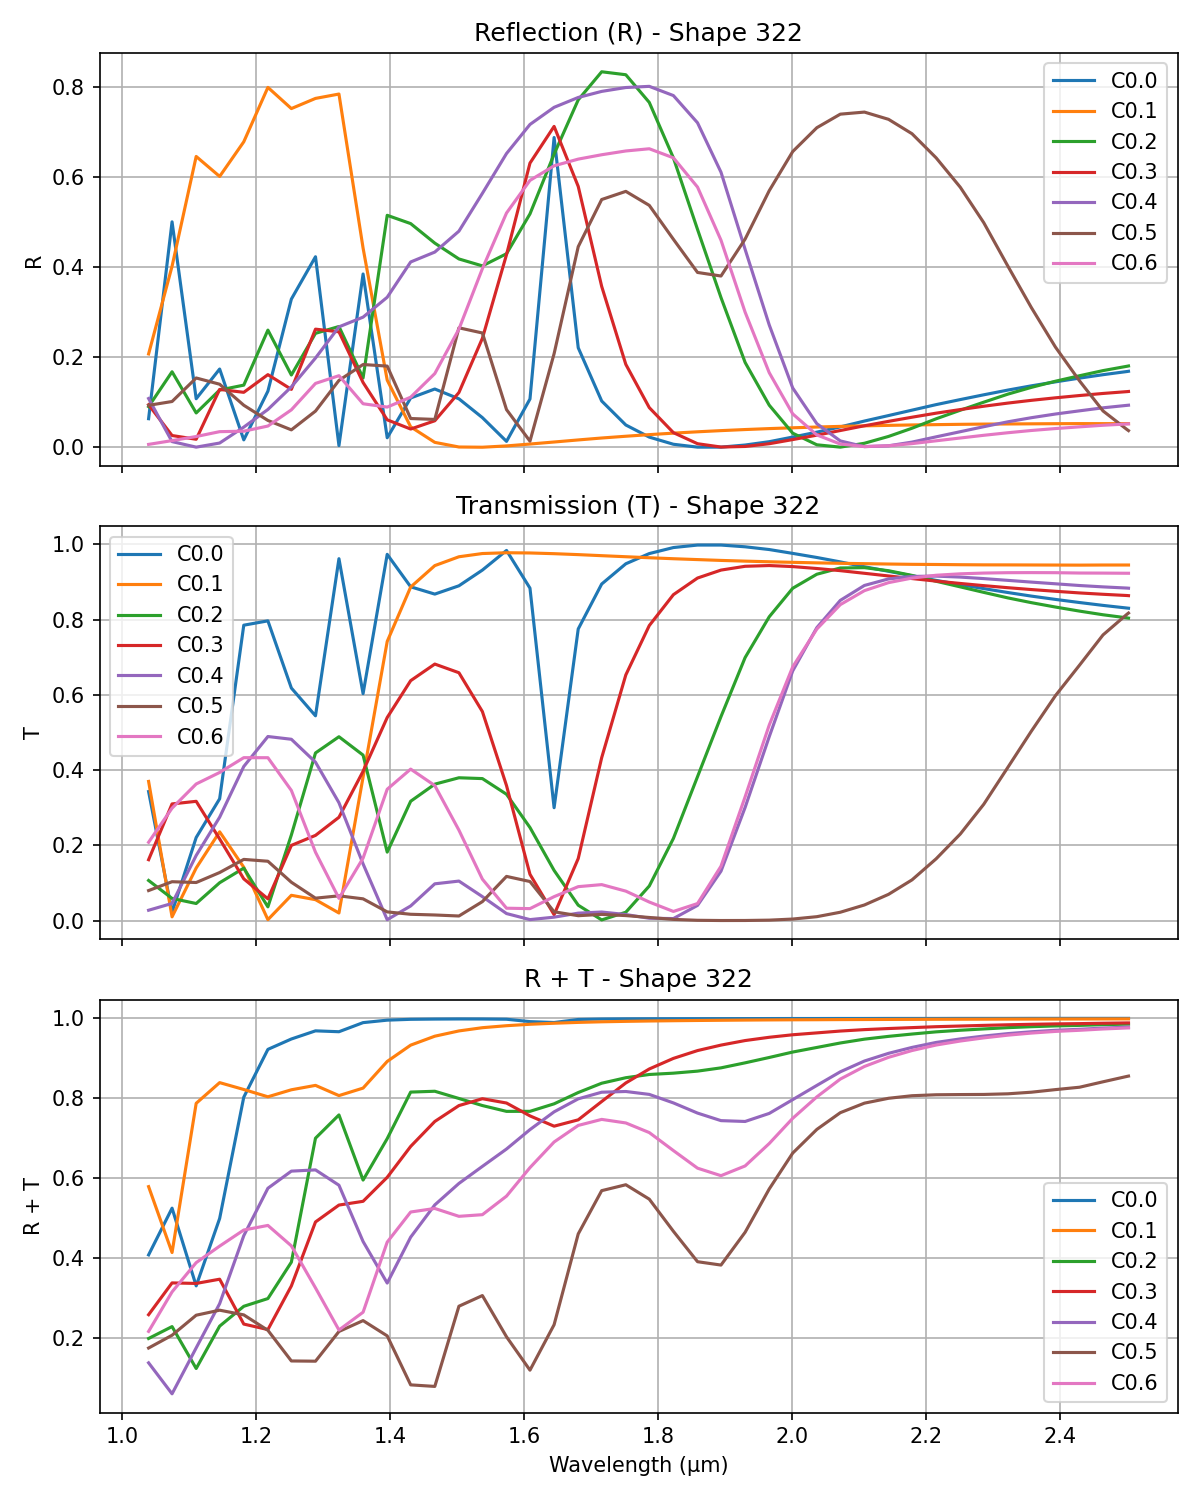 Reflection (R) - Shape 322
0.8
0.6
0.4
0.2
0.0
R
C0.0
C0.1
C0.2
C0.3
C0.4
C0.5
C0.6
Transmission (T) - Shape 322
1.0
0.8
0.6
0.4
0.2
0.0
T
C0.0
C0.1
C0.2
C0.3
C0.4
C0.5
C0.6
R + T - Shape 322
1.0
0.8
0.6
0.4
0.2
R + T
C0.0
C0.1
C0.2
C0.3
C0.4
C0.5
C0.6
1.0 1.2 1.4 1.6 1.8 2.0 2.2 2.4
Wavelength (μm)